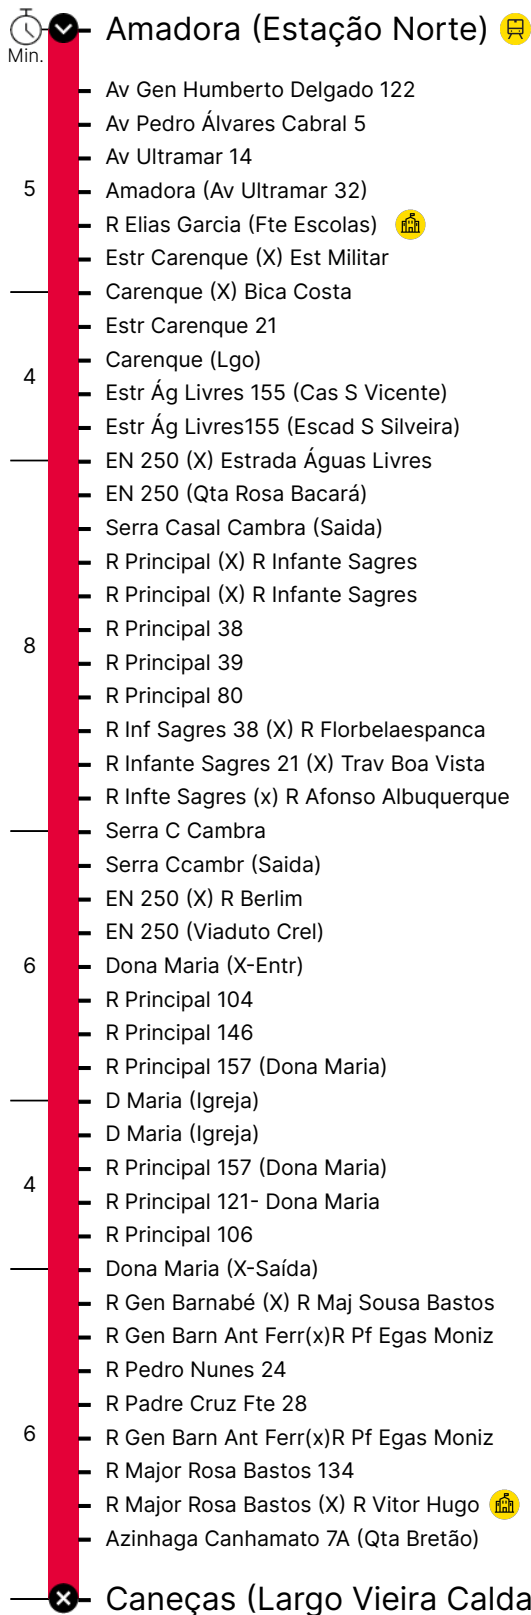 Amadora (Estação Norte)
Min.
Av Gen Humberto Delgado 122
Av Pedro Álvares Cabral 5
Av Ultramar 14
5
Amadora (Av Ultramar 32)
R Elias Garcia (Fte Escolas)
Estr Carenque (X) Est Militar
Carenque (X) Bica Costa
Estr Carenque 21
Carenque (Lgo)
4
Estr Ág Livres 155 (Cas S Vicente)
Estr Ág Livres155 (Escad S Silveira)
EN 250 (X) Estrada Águas Livres
EN 250 (Qta Rosa Bacará)
Serra Casal Cambra (Saida)
R Principal (X) R Infante Sagres
R Principal (X) R Infante Sagres
R Principal 38
8
R Principal 39
R Principal 80
R Inf Sagres 38 (X) R Florbelaespanca
R Infante Sagres 21 (X) Trav Boa Vista
R Infte Sagres (x) R Afonso Albuquerque
Serra C Cambra
Serra Ccambr (Saida)
EN 250 (X) R Berlim
EN 250 (Viaduto Crel)
6
Dona Maria (X-Entr)
R Principal 104
R Principal 146
R Principal 157 (Dona Maria)
D Maria (Igreja)
D Maria (Igreja)
R Principal 157 (Dona Maria)
4
R Principal 121- Dona Maria
R Principal 106
Dona Maria (X-Saída)
R Gen Barnabé (X) R Maj Sousa Bastos
R Gen Barn Ant Ferr(x)R Pf Egas Moniz
R Pedro Nunes 24
R Padre Cruz Fte 28
6
R Gen Barn Ant Ferr(x)R Pf Egas Moniz
R Major Rosa Bastos 134
R Major Rosa Bastos (X) R Vitor Hugo
Azinhaga Canhamato 7A (Qta Bretão)
Caneças (Largo Vieira Calda